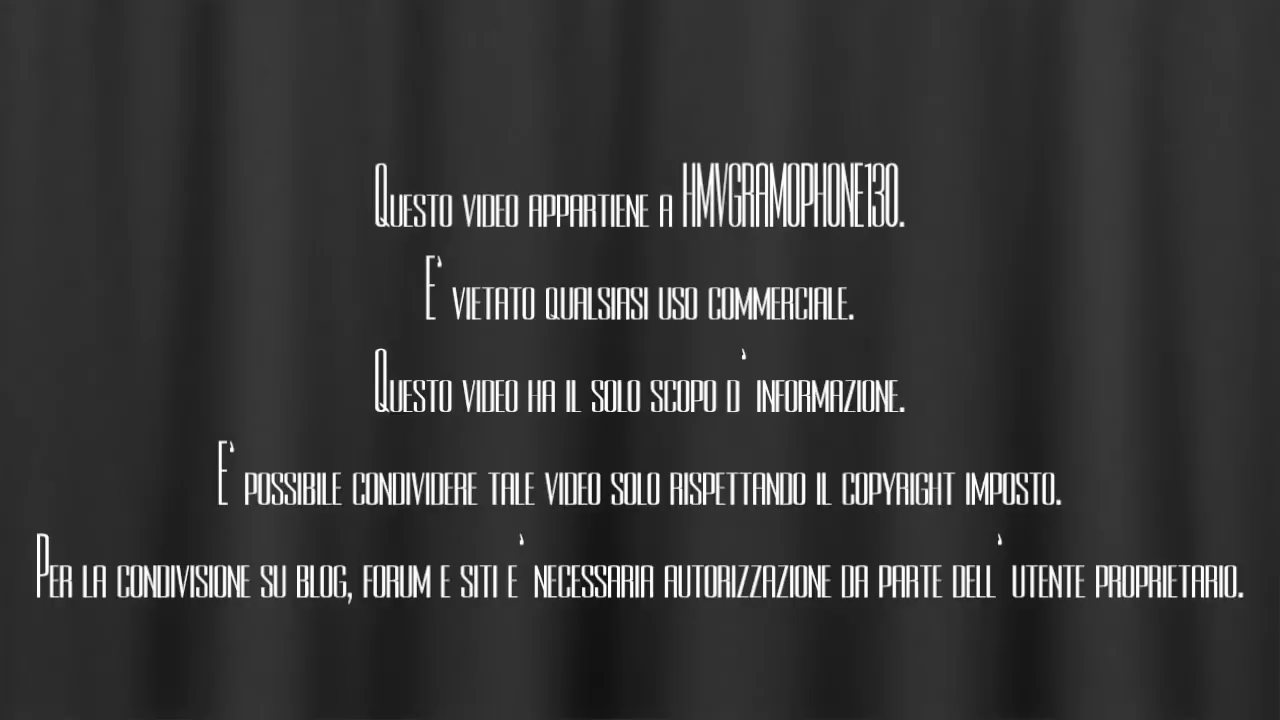 Questo video appartiene a HMVGRAMOPHONE130.
E' vietato qualsiasi uso commerciale.
Questo video ha il solo scopo d' informazione.
E' possibile condividere tale video solo rispettando il copyright imposto.
Per la condivisione su blog, forum e siti e' necessaria autorizzazione da parte dell' utente proprietario.